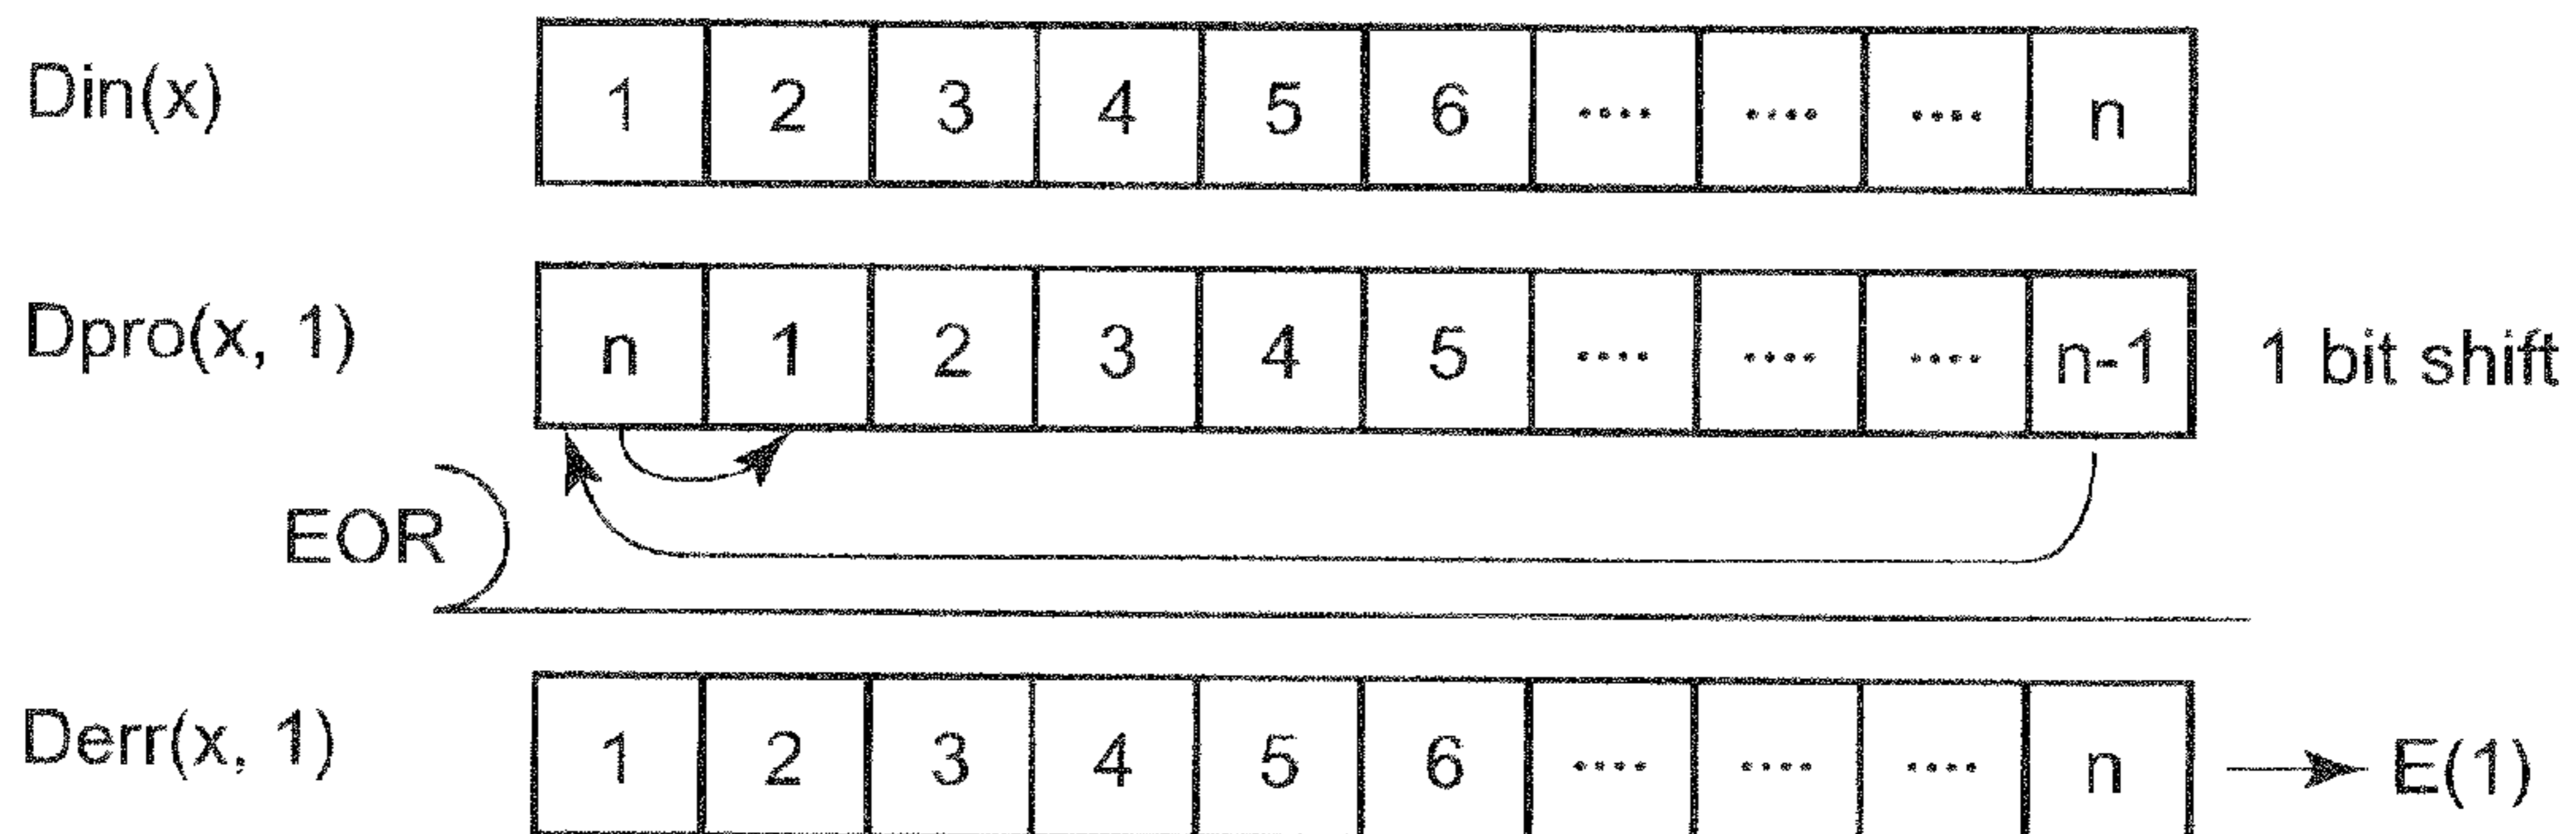 Din(x) 1 2 3 4 5 6 .... .... .... n
Dpro(x, 1) n 1 2 3 4 5 .... .... .... n-1 1 bit shift
EOR
Derr(x, 1) 1 2 3 4 5 6 .... .... .... n E(1)